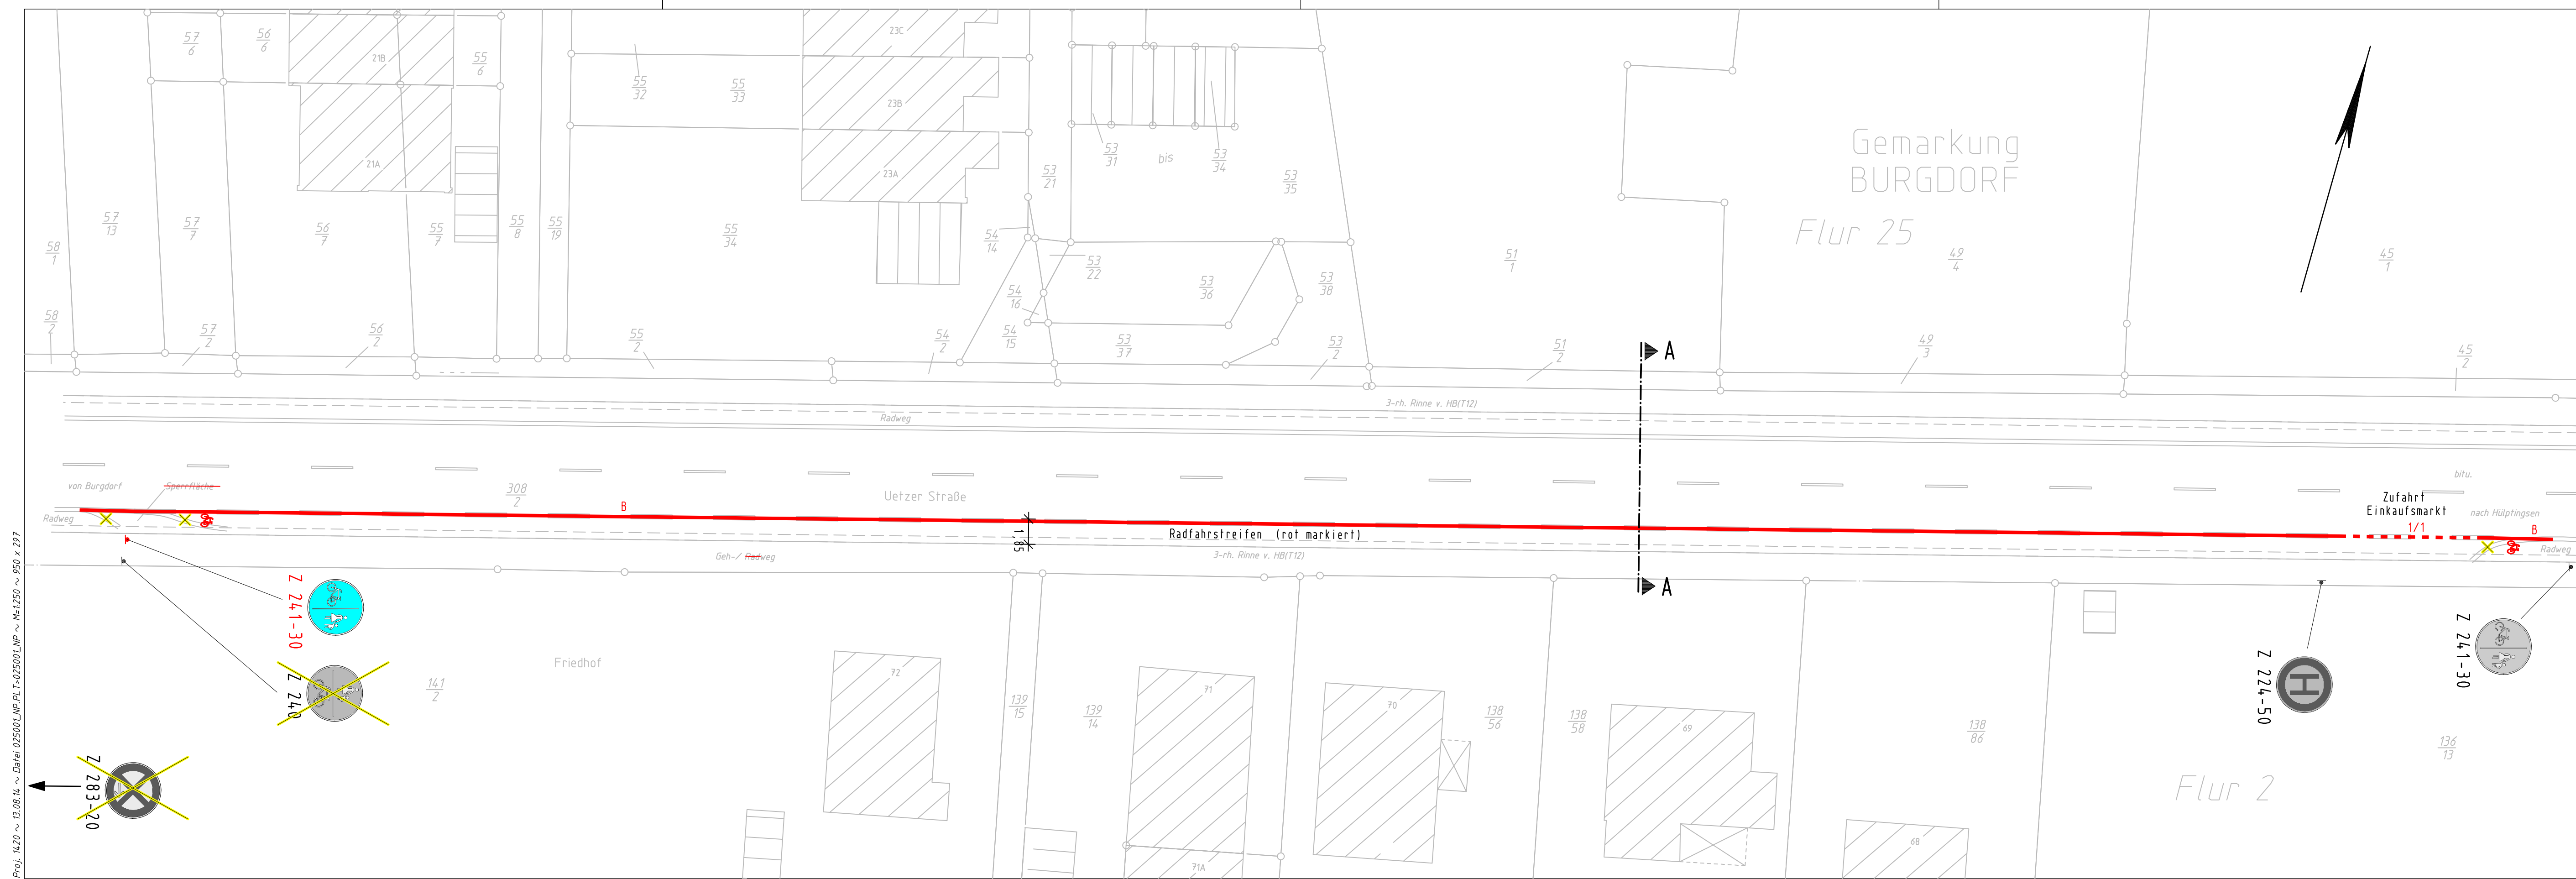 57
6
56
6
21B
55
6
55
32
55
33
23C
23B
23A
21A
53
31
bis
53
34
53
21
53
35
Gemarkung
BURGDORF
Flur 25
57
13
57
7
56
7
55
7
55
8
55
19
55
34
54
14
53
22
58
1
51
1
49
4
45
1
54
16
53
36
53
38
58
2
57
2
56
2
55
2
54
2
54
15
53
37
53
2
51
2
49
3
45
2
A
3-rh. Rinne v. HB(T12)
Radweg
von Burgdorf
Sperrfläche
308
2
B
Uetzer Straße
bitu.
Zufahrt
Einkaufsmarkt
1/1
nach Hülptingsen
B
Radweg
1,85
Radfahrstreifen (rot markiert)
Radweg
Geh-/ Radweg
3-rh. Rinne v. HB(T12)
A
Z 241-30
Z 240
Z 283-20
Friedhof
141
2
72
139
15
139
14
71
71A
70
138
56
138
58
69
138
86
68
Flur 2
136
13
Z 224-50
H
Z 241-30
Proj. 1420 ~ 13.08.14 ~ Datei 025001_NP.PLT>025001_NP ~ M=1:250 ~ 950 x 297